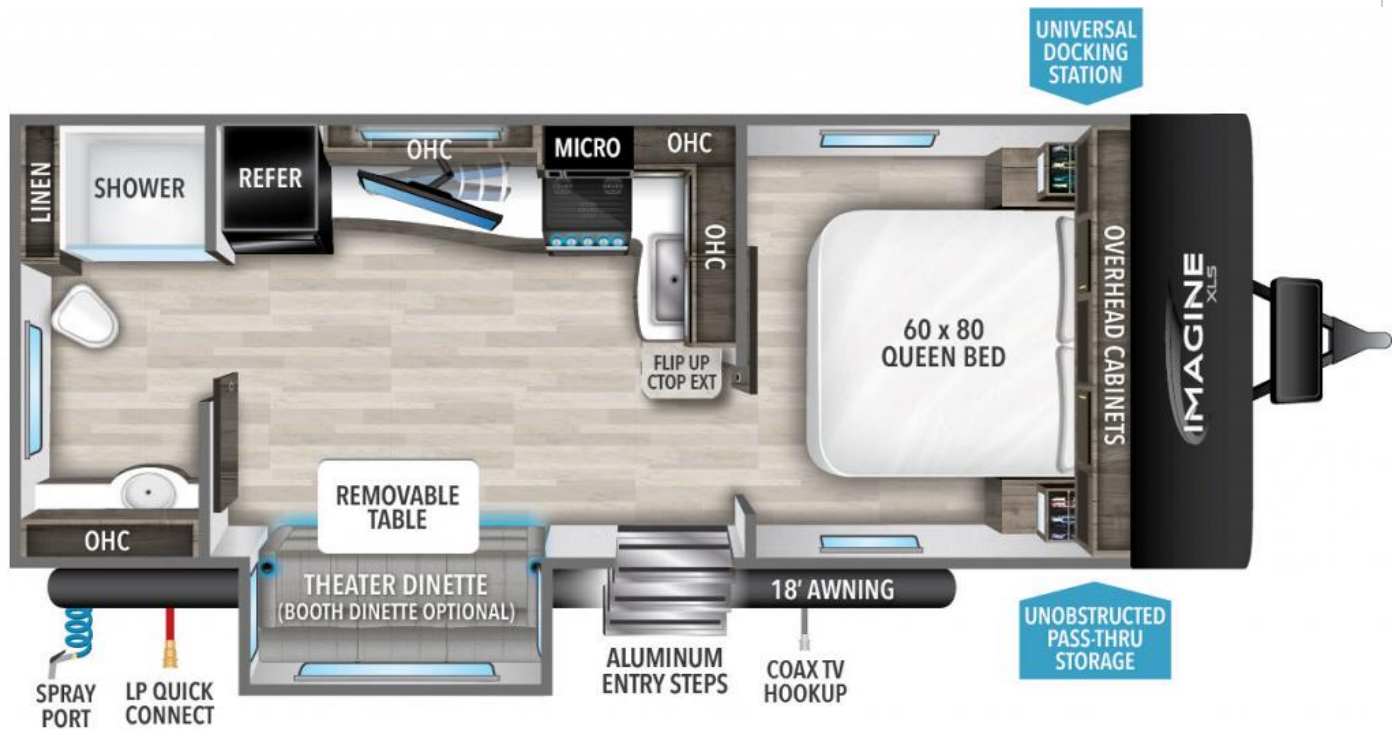 UNIVERSAL
DOCKING
STATION
LINEN
SHOWER
REFER
OHC
MICRO
OHC
OHC
FLIP UP
CTOP EXT
60 x 80
QUEEN BED
OVERHEAD CABINETS
IMAGINE
XLS
REMOVABLE
TABLE
OHC
THEATER DINETTE
(BOOTH DINETTE OPTIONAL)
18' AWNING
SPRAY
PORT
LP QUICK
CONNECT
ALUMINUM
ENTRY STEPS
COAX TV
HOOKUP
UNOBSTRUCTED
PASS-THRU
STORAGE